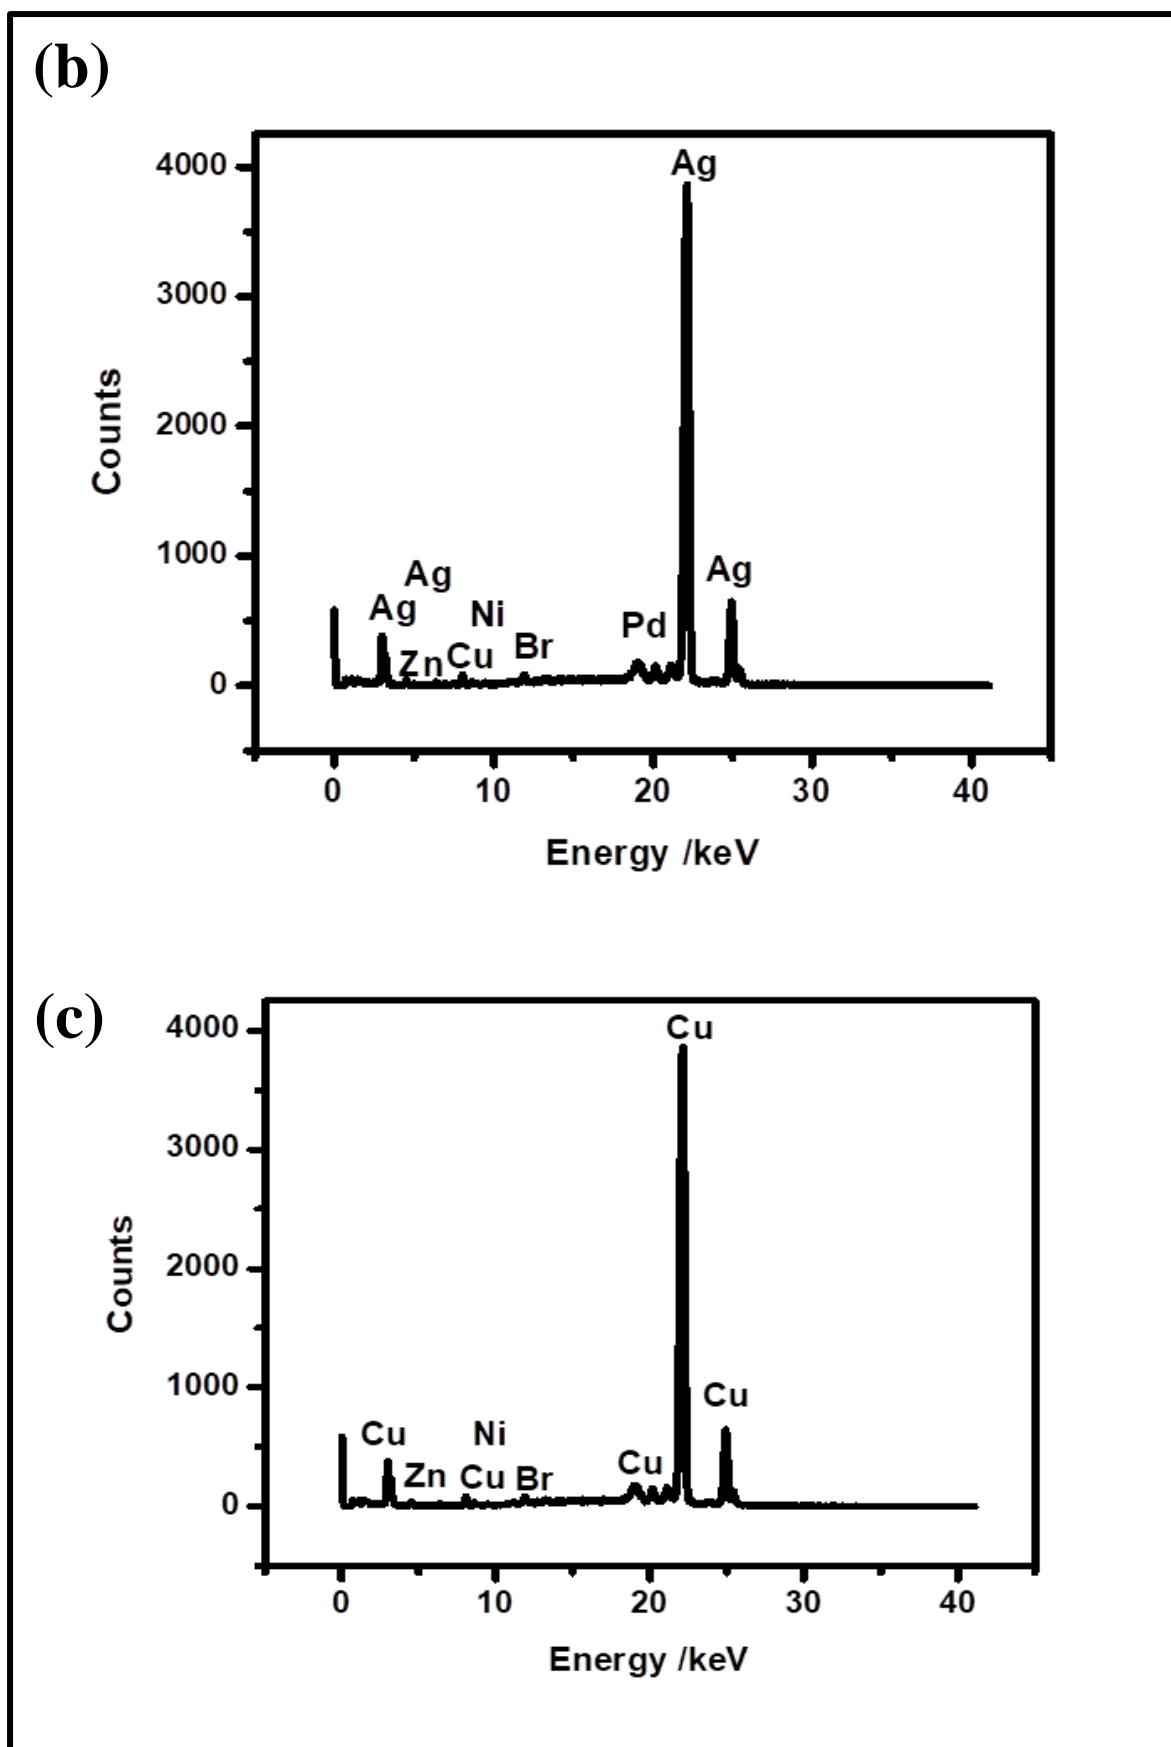 (b)
4000
3000
2000
1000
0
Counts
Ag
Ag
Ag
Ag
Ni
Pd
Zn Cu Br
0 10 20 30 40
Energy /keV
(c)
4000
3000
2000
1000
0
Counts
Cu
Cu
Cu Ni
Zn Cu Br Cu
0 10 20 30 40
Energy /keV